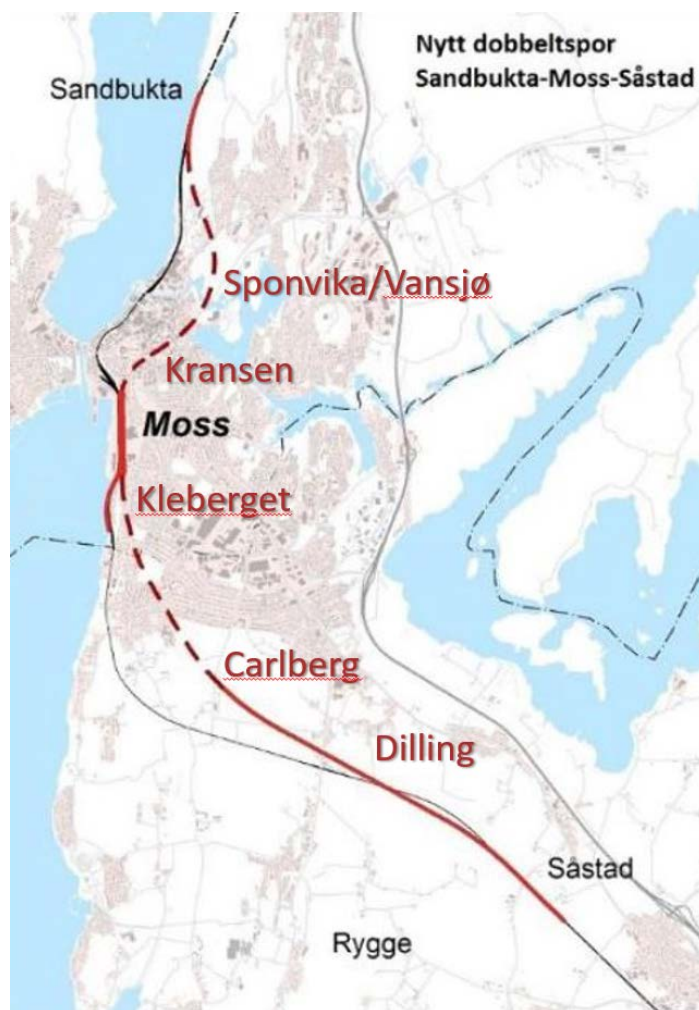 Nytt dobbeltspor
Sandbukta-Moss-Såstad
Sandbukta
Sponvika/Vansjø
Kransen
Moss
Kleberget
Carlberg
Dilling
Såstad
Rygge